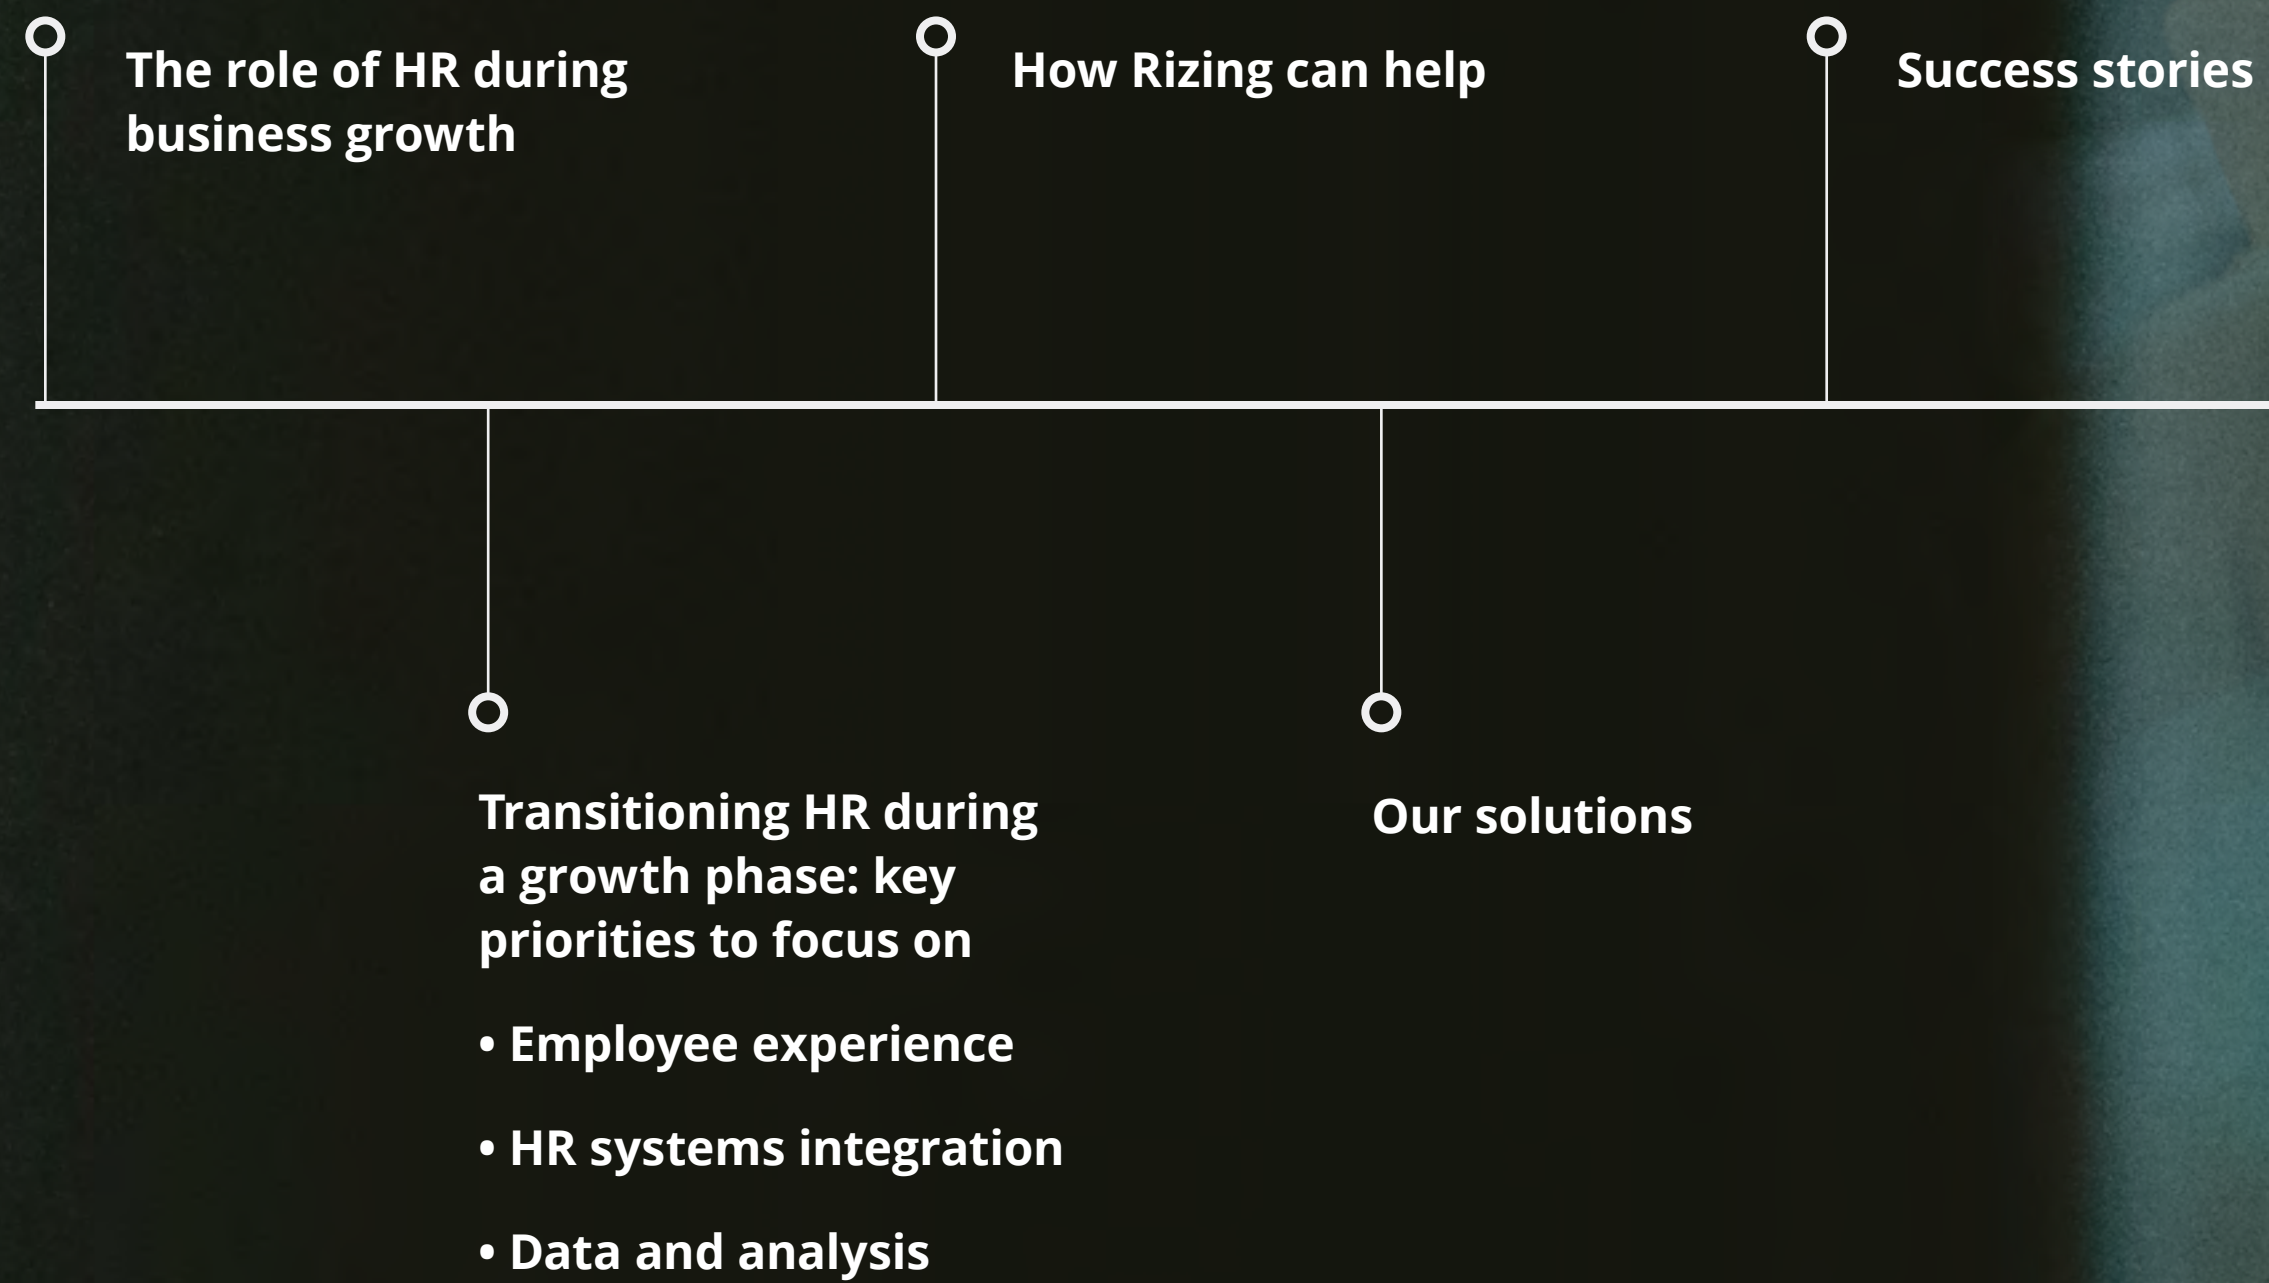 The role of HR during
business growth
Transitioning HR during
a growth phase: key
priorities to focus on
• Employee experience
• HR systems integration
• Data and analysis
How Rizing can help
Our solutions
Success stories